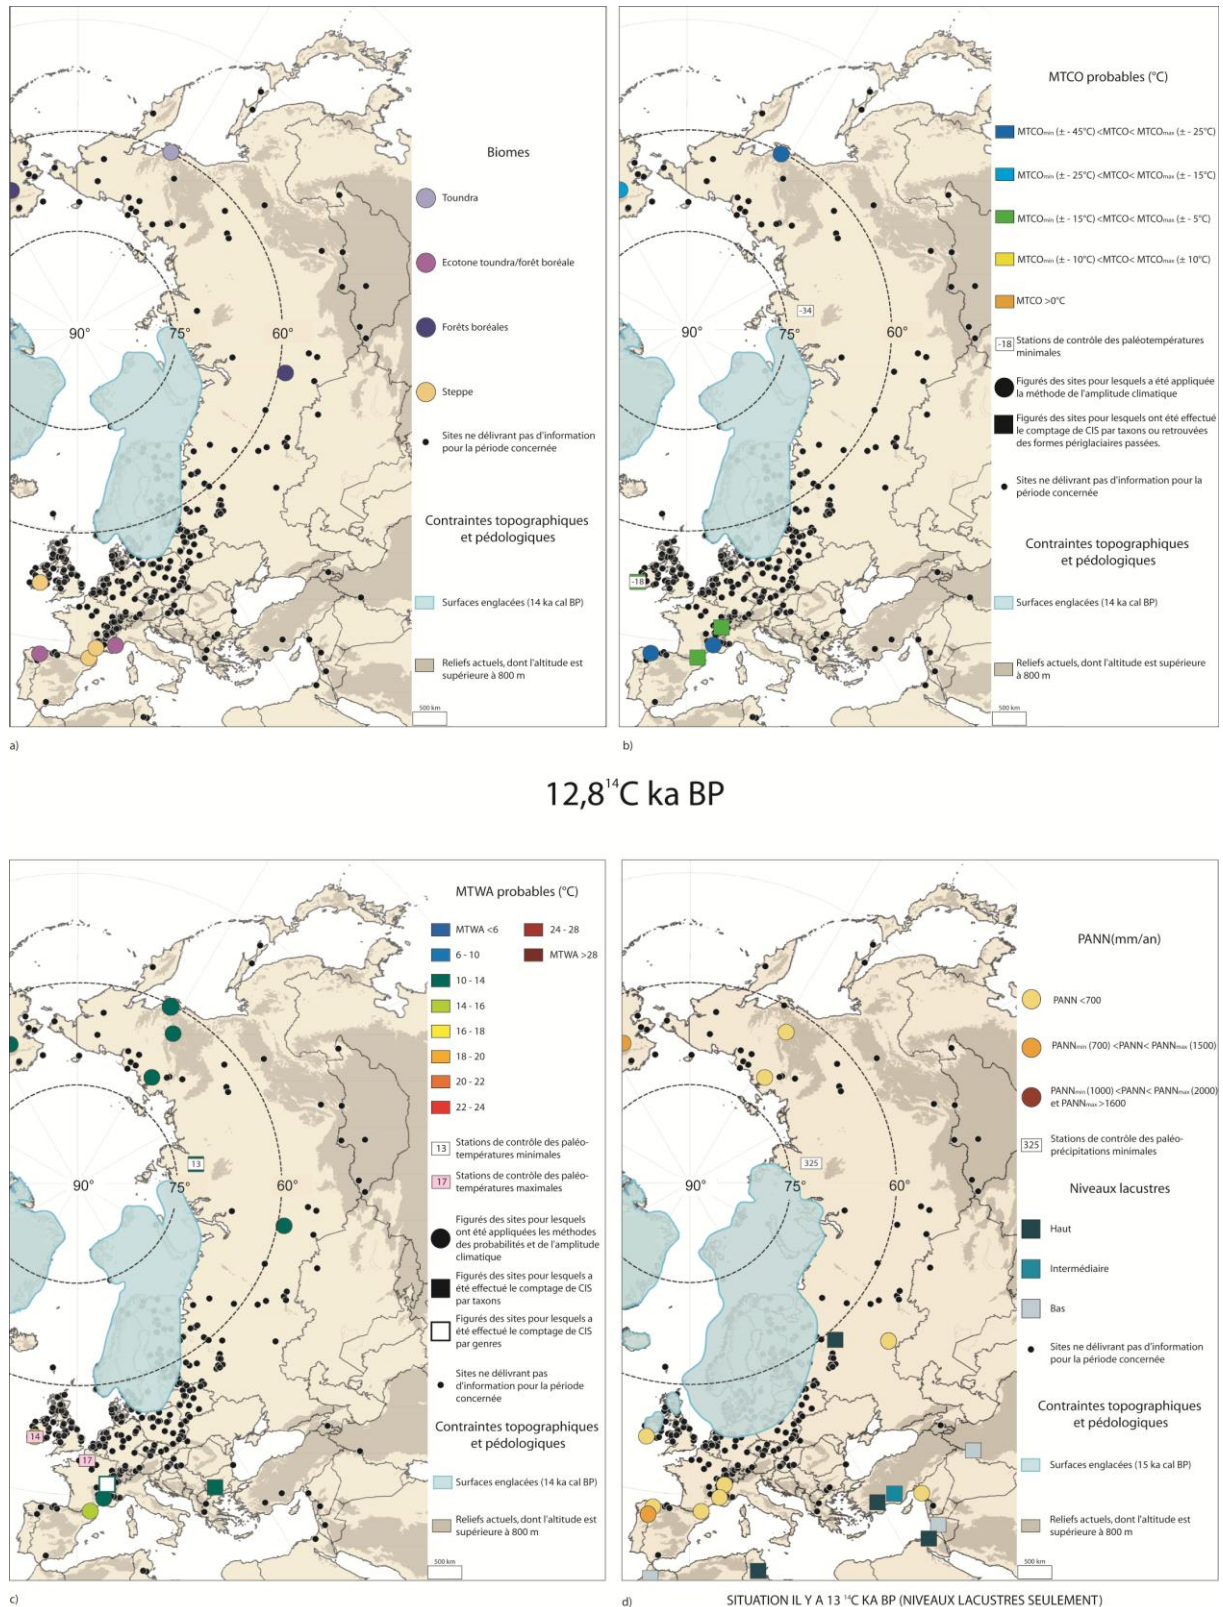 Biomes
Toundra
Ecotone toundra/forêt boréale
Forêts boréales
Steppe
Sites ne délivrant pas d'information
pour la période concernée
Contraintes topographiques
et pédologiques
Surfaces englacées (14 ka cal BP)
Reliefs actuels, dont l'altitude est
supérieure à 800 m
500 km
90°
75°
60°
a)
MTCO probables (°C)
MTCOmin (± - 45°C) <MTCO< MTCOmax (± - 25°C)
MTCOmin (± - 25°C) <MTCO< MTCOmax (± - 15°C)
MTCOmin (± - 15°C) <MTCO< MTCOmax (± - 5°C)
MTCOmin (± - 10°C) <MTCO< MTCOmax (± 10°C)
MTCO >0°C
-18 Stations de contrôle des paléotempératures
minimales
Figurés des sites pour lesquels a été appliquée
la méthode de l'amplitude climatique
Figurés des sites pour lesquels ont été effectué
le comptage de CIS par taxons ou retrouvées
des formes périglaciaires passées.
Sites ne délivrant pas d'information pour la
période concernée
Contraintes topographiques
et pédologiques
Surfaces englacées (14 ka cal BP)
Reliefs actuels, dont l'altitude est supérieure
à 800 m
500 km
-34
90°
75°
60°
-18
b)
12,8 ¹⁴C ka BP
MTWA probables (°C)
MTWA <6
24 - 28
6 - 10
MTWA >28
10 - 14
14 - 16
16 - 18
18 - 20
20 - 22
22 - 24
13 Stations de contrôle des paléo-
températures minimales
17 Stations de contrôle des paléo-
températures maximales
Figurés des sites pour lesquels
ont été appliquées les méthodes
des probabilités et de l'amplitude
climatique
Figurés des sites pour lesquels a
été effectué le comptage de CIS
par taxons
Figurés des sites pour lesquels a
été effectué le comptage de CIS
par genres
Sites ne délivrant pas
d'information pour la période
concernée
Contraintes topographiques
et pédologiques
Surfaces englacées (14 ka cal BP)
Reliefs actuels, dont l'altitude est
supérieure à 800 m
500 km
13
90°
75°
60°
14
17
c)
PANN(mm/an)
PANN <700
PANNmin (700) <PANN< PANNmax (1500)
PANNmin (1000) <PANN< PANNmax (2000)
et PANNmax >1600
325 Stations de contrôle des paléo-
précipitations minimales
Niveaux lacustres
Haut
Intermédiaire
Bas
Sites ne délivrant pas d'information
pour la période concernée
Contraintes topographiques
et pédologiques
Surfaces englacées (15 ka cal BP)
Reliefs actuels, dont l'altitude est
supérieure à 800 m
500 km
325
90°
75°
60°
d)
SITUATION IL Y A 13 ¹⁴C KA BP (NIVEAUX LACUSTRES SEULEMENT)